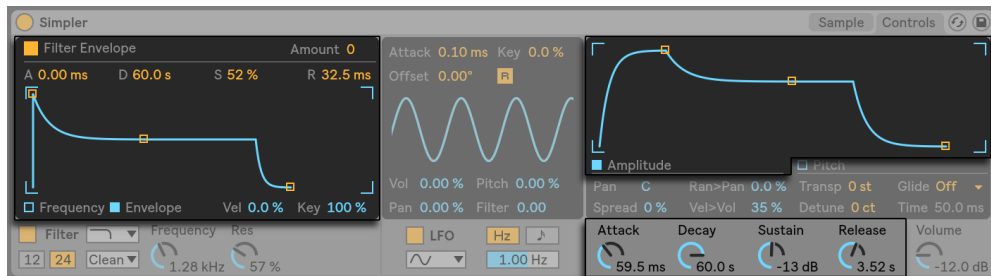 Simpler Sample Controls
Filter Envelope Amount 0
A 0.00 ms D 60.0 s S 52 % R 32.5 ms
Frequency Envelope Vel 0.0 % Key 100 %
Attack 0.10 ms Key 0.0 %
Offset 0.00° R
Vol 0.00 % Pitch 0.00 %
Pan 0.00 % Filter 0.00
Amplitude Pitch
Pan C Ran>Pan 0.0 % Transp 0 st Glide Off
Spread 0 % Vel>Vol 35 % Detune 0 ct Time 50.0 ms
Filter Frequency Res
12 24 Clean 1.28 kHz 57 %
LFO Hz
1.00 Hz
Attack Decay Sustain Release Volume
59.5 ms 60.0 s -13 dB 3.52 s -12.0 dB